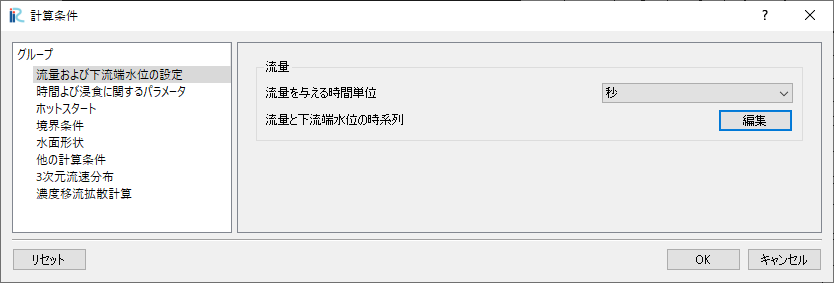 計算条件
グループ
流量および下流端水位の設定
時間よび浸食に関するパラメータ
ホットスタート
境界条件
水面形状
他の計算条件
3次元流速分布
濃度移流拡散計算
流量
流量を与える時間単位
秒
流量と下流端水位の時系列
編集
リセット
OK
キャンセル